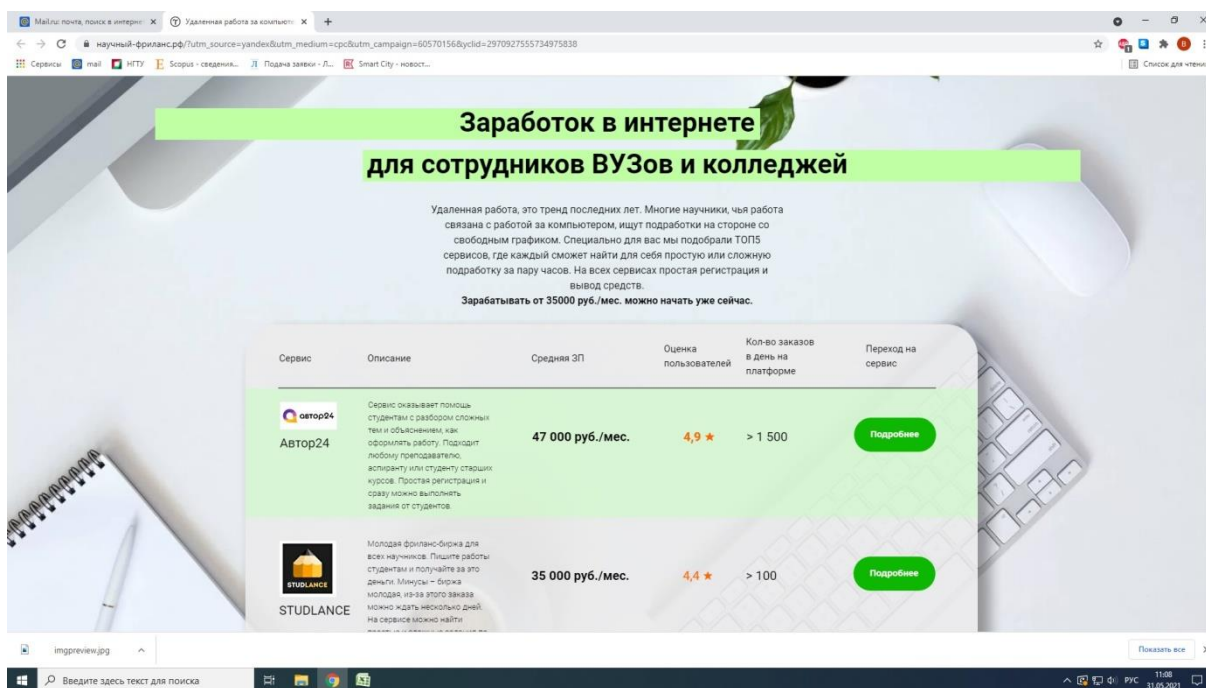 Mail.ru: почта, поиск в интернет
Удаленная работа за компьюте
научный-фриланс.рф/?utm_source=yandex&utm_medium=cpc&utm_campaign=60570156&yclid=2970927555734975838
Сервисы mail НГТУ Scopus - сведения... Подача заявки - Л... Smart City - новост... Список для чтени
Заработок в интернете
для сотрудников ВУЗов и колледжей
Удаленная работа, это тренд последних лет. Многие научники, чья работа
связана с работой за компьютером, ищут подработки на стороне со
свободным графиком. Специально для вас мы подобрали ТОП5
сервисов, где каждый сможет найти для себя простую или сложную
подработку за пару часов. На всех сервисах простая регистрация и
вывод средств.
Зарабатывать от 35000 руб./мес. можно начать уже сейчас.
Сервис
Описание
Средняя ЗП
Оценка
пользователей
Кол-во заказов
в день на
платформе
Переход на
сервис
автор24
Автор24
Сервис оказывает помощь
студентам с разбором сложных
тем и объяснением, как
оформлять работу. Подходит
любому преподавателю,
аспиранту или студенту старших
курсов. Простая регистрация и
сразу можно выполнять
задания от студентов.
47 000 руб./мес.
4,9 ★
> 1 500
Подробнее
STUDLANCE
STUDLANCE
Молодая фриланс-биржа для
всех научников. Пишите работы
студентам и получайте за это
деньги. Минусы – биржа
молодая, из-за этого заказа
можно ждать несколько дней.
На сервисе можно найти
35 000 руб./мес.
4,4 ★
> 100
Подробнее
imgpreview.jpg
Показать все
Введите здесь текст для поиска
РУС
11:08
31.05.2021